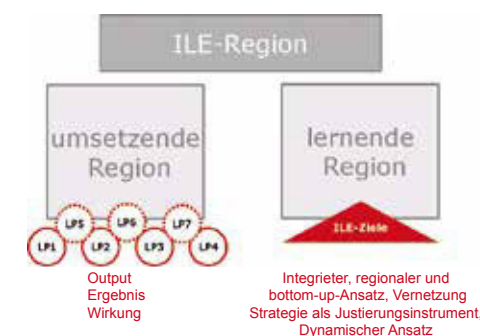 ILE-Region
umsetzende
Region
lernende
Region
LP5 LP6 LP7
LP1 LP2 LP3 LP4
ILE-Ziele
Output
Ergebnis
Wirkung
Integrieter, regionaler und
bottom-up-Ansatz, Vernetzung
Strategie als Justierungsinstrument
Dynamischer Ansatz